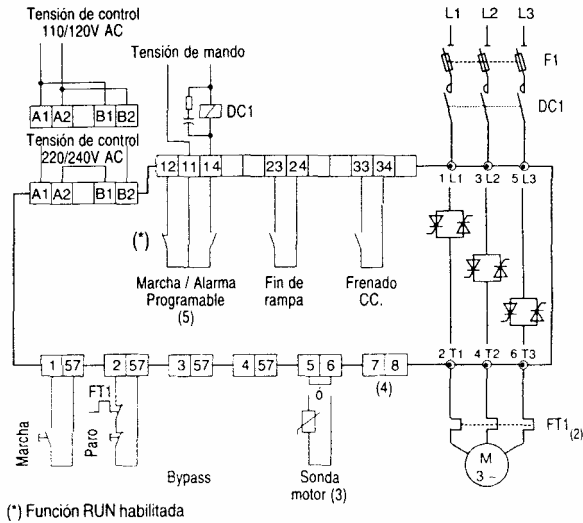 Tensión de control
110/120V AC
Tensión de mando
L1 L2 L3
F1
DC1
DC1
A1 A2 B1 B2
Tensión de control
220/240V AC
A1 A2 B1 B2
12 11 14 23 24 33 34
1 L1 3 L2 5 L3
(*)
Marcha / Alarma
Programable
(5)
Fin de
rampa
Frenado
CC.
2 T1 4 T2 6 T3
1 57 2 57 3 57 4 57 5 6 7 8
(4)
FT1
ó
FT1 (2)
Marcha
Paro
M
3 ~
Bypass
Sonda
motor (3)
(*) Función RUN habilitada